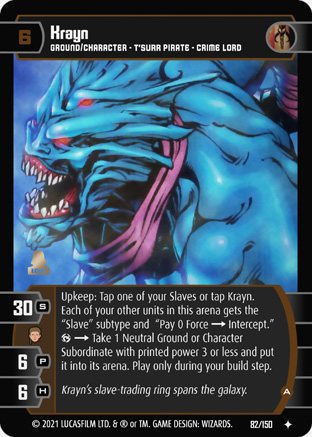 6
Krayn
GROUND/CHARACTER - T'SURR PIRATE - CRIME LORD
30 S
6 P
6 H
Upkeep: Tap one of your Slaves or tap Krayn.
Each of your other units in this arena gets the
“Slave” subtype and “Pay 0 Force → Intercept.”
→ Take 1 Neutral Ground or Character
Subordinate with printed power 3 or less and put
it into its arena. Play only during your build step.
Krayn's slave-trading ring spans the galaxy.
A
© 2021 LUCASFILM LTD. & ® or TM. GAME DESIGN: WIZARDS.
82/150